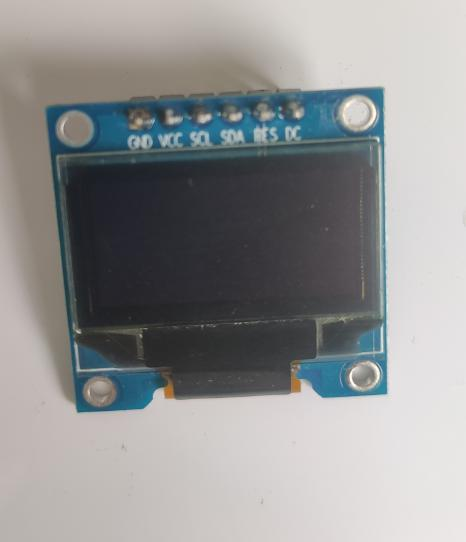 GND VCC SCL SDA RES DC